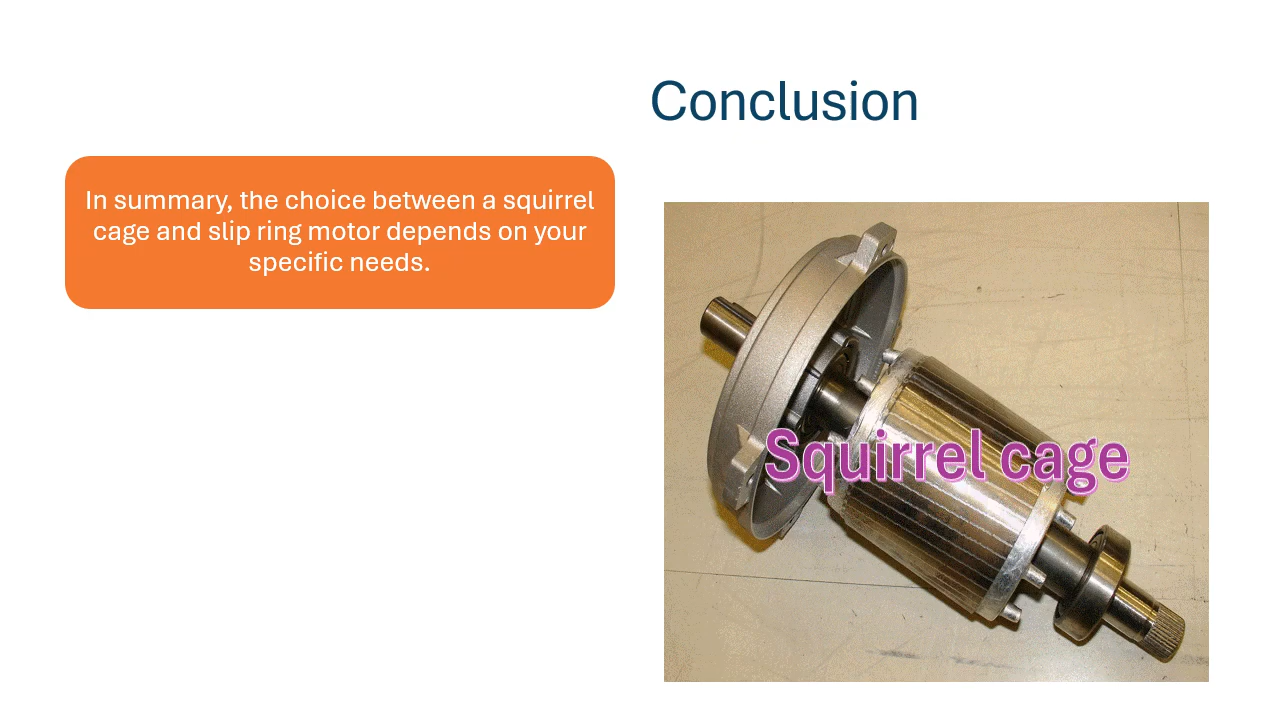 Conclusion
In summary, the choice between a squirrel
cage and slip ring motor depends on your
specific needs.
Squirrel cage